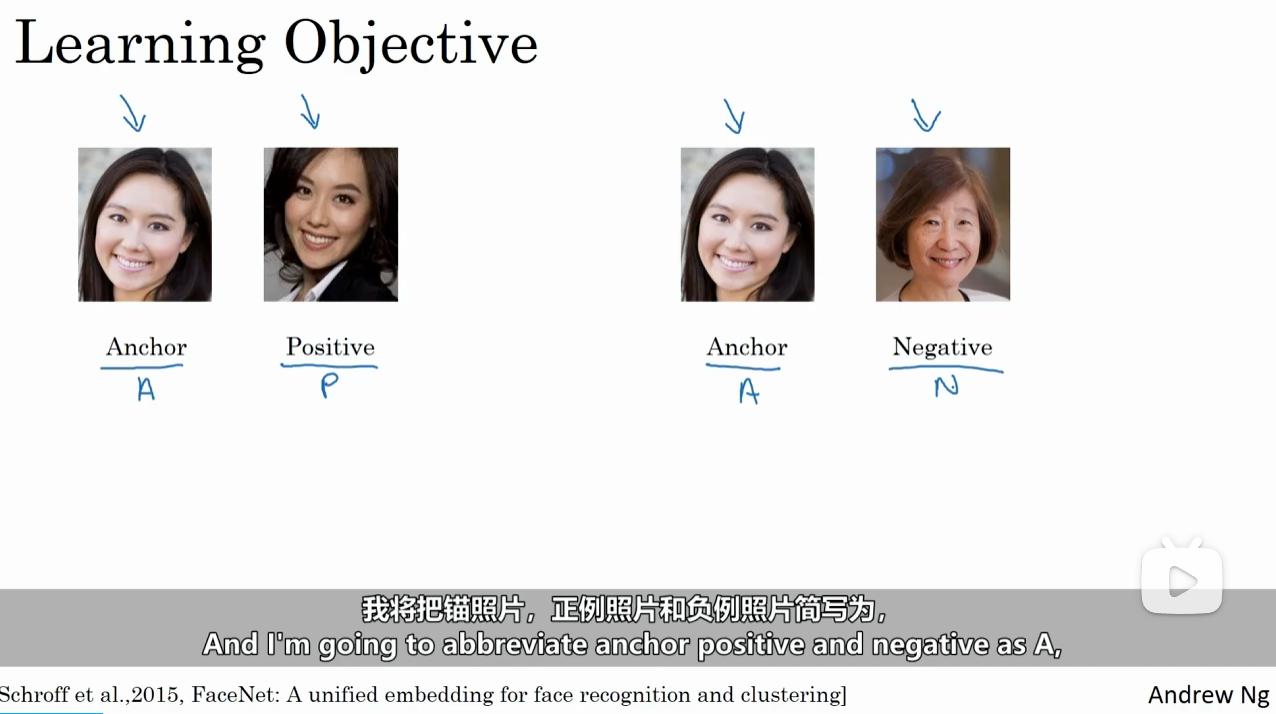 Learning Objective
Anchor Positive Anchor Negative
A P A N
我将把锚照片，正例照片和负例照片简写为，
And I'm going to abbreviate anchor positive and negative as A,
Schroff et al.,2015, FaceNet: A unified embedding for face recognition and clustering]
Andrew Ng